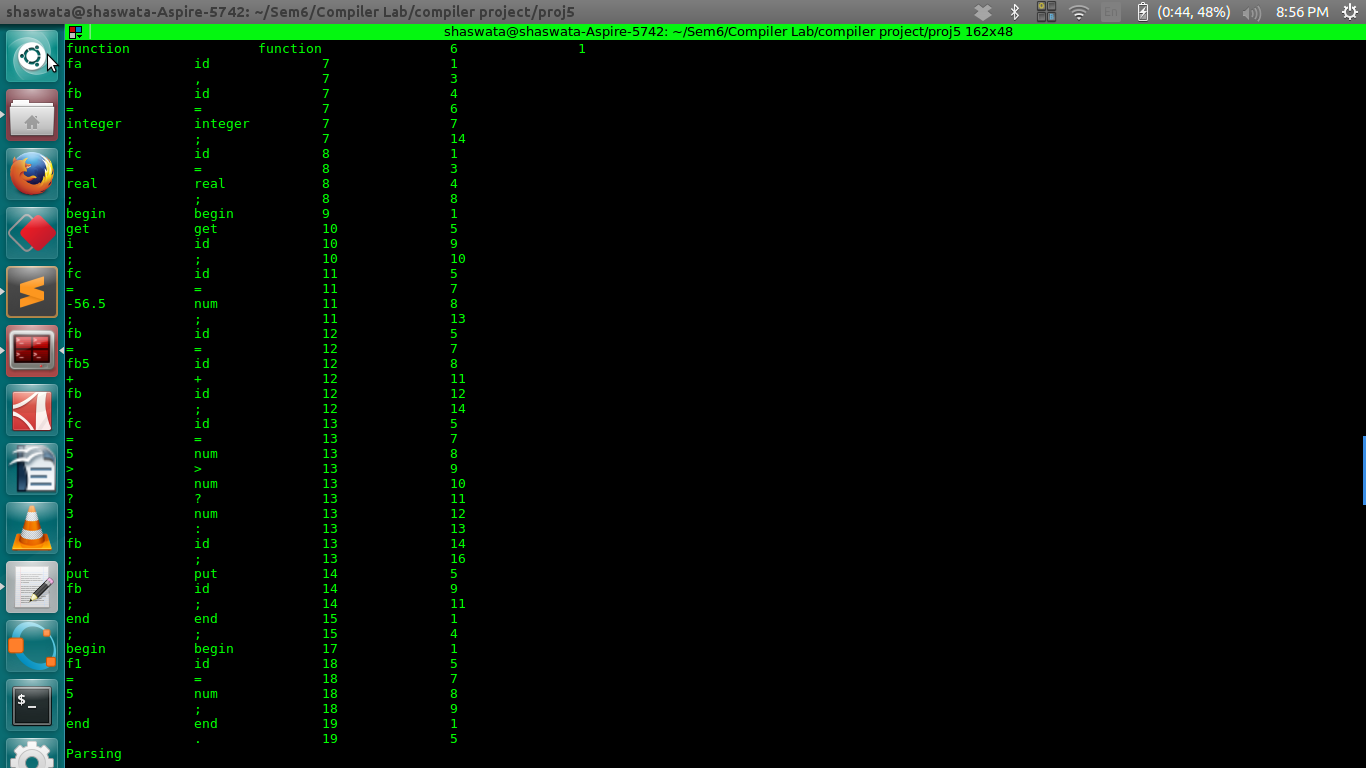 shaswata@shaswata-Aspire-5742: ~/Sem6/Compiler Lab/compiler project/proj5 En (0:44, 48%) 8:56 PM
shaswata@shaswata-Aspire-5742: ~/Sem6/Compiler Lab/compiler project/proj5 162x48
function function 6 1
fa id 7 1
, , 7 3
fb id 7 4
= = 7 6
integer integer 7 7
; ; 7 14
fc id 8 1
= = 8 3
real real 8 4
; ; 8 8
begin begin 9 1
get get 10 5
i id 10 9
; ; 10 10
fc id 11 5
= = 11 7
-56.5 num 11 8
; ; 11 13
fb id 12 5
= = 12 7
fb5 id 12 8
+ + 12 11
fb id 12 12
; ; 12 14
fc id 13 5
= = 13 7
5 num 13 8
> > 13 9
3 num 13 10
? ? 13 11
3 num 13 12
: : 13 13
fb id 13 14
; ; 13 16
put put 14 5
fb id 14 9
; ; 14 11
end end 15 1
; ; 15 4
begin begin 17 1
f1 id 18 5
= = 18 7
5 num 18 8
; ; 18 9
end end 19 1
. . 19 5
Parsing
$_